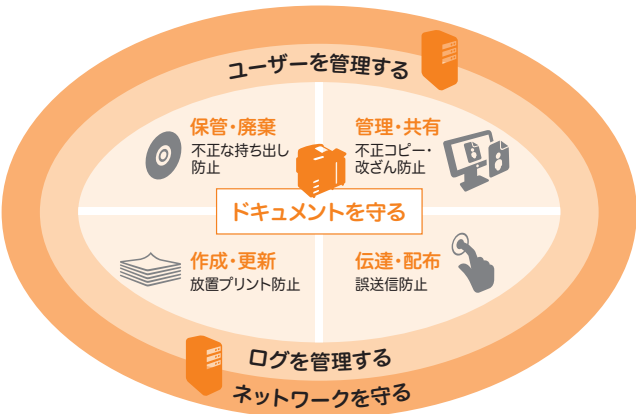 ユーザーを管理する
保管・廃棄
不正な持ち出し
防止
管理・共有
不正コピー・
改ざん防止
ドキュメントを守る
作成・更新
放置プリント防止
伝達・配布
誤送信防止
ログを管理する
ネットワークを守る